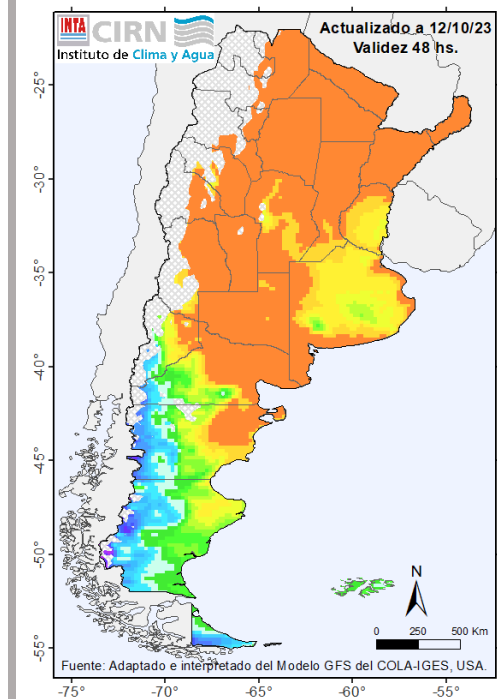 INTA CIRN
Instituto de Clima y Agua
Actualizado a 12/10/23
Validez 48 hs.
-25°
-30°
-35°
-40°
-45°
-50°
-55°
N
0 250 500 Km
Fuente: Adaptado e interpretado del Modelo GFS del COLA-IGES, USA.
-75° -70° -65° -60° -55°